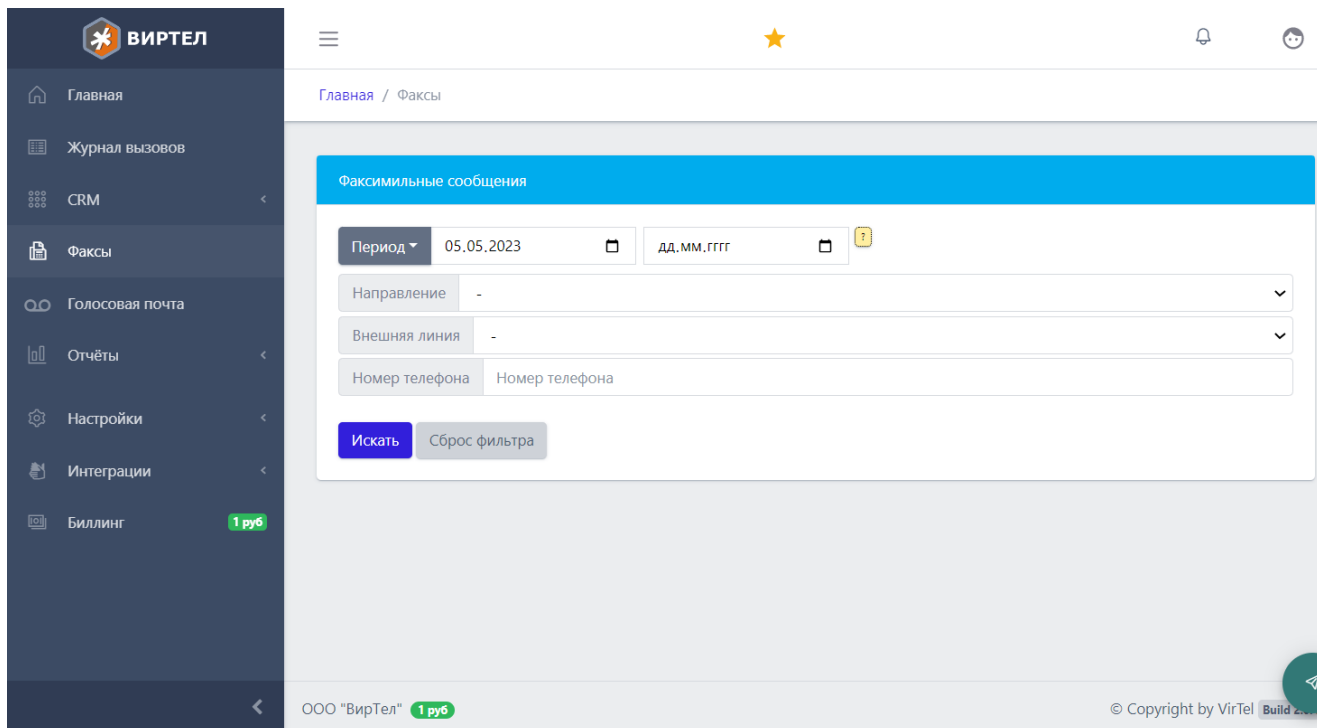 ВИРТЕЛ
Главная
Журнал вызовов
CRM
Факсы
Голосовая почта
Отчёты
Настройки
Интеграции
Биллинг 1 руб
Главная / Факсы
Факсимильные сообщения
Период 05.05.2023 дд.мм.гггг ?
Направление -
Внешняя линия -
Номер телефона Номер телефона
Искать Сброс фильтра
ООО "ВирТел" 1 руб © Copyright by VirTel Build